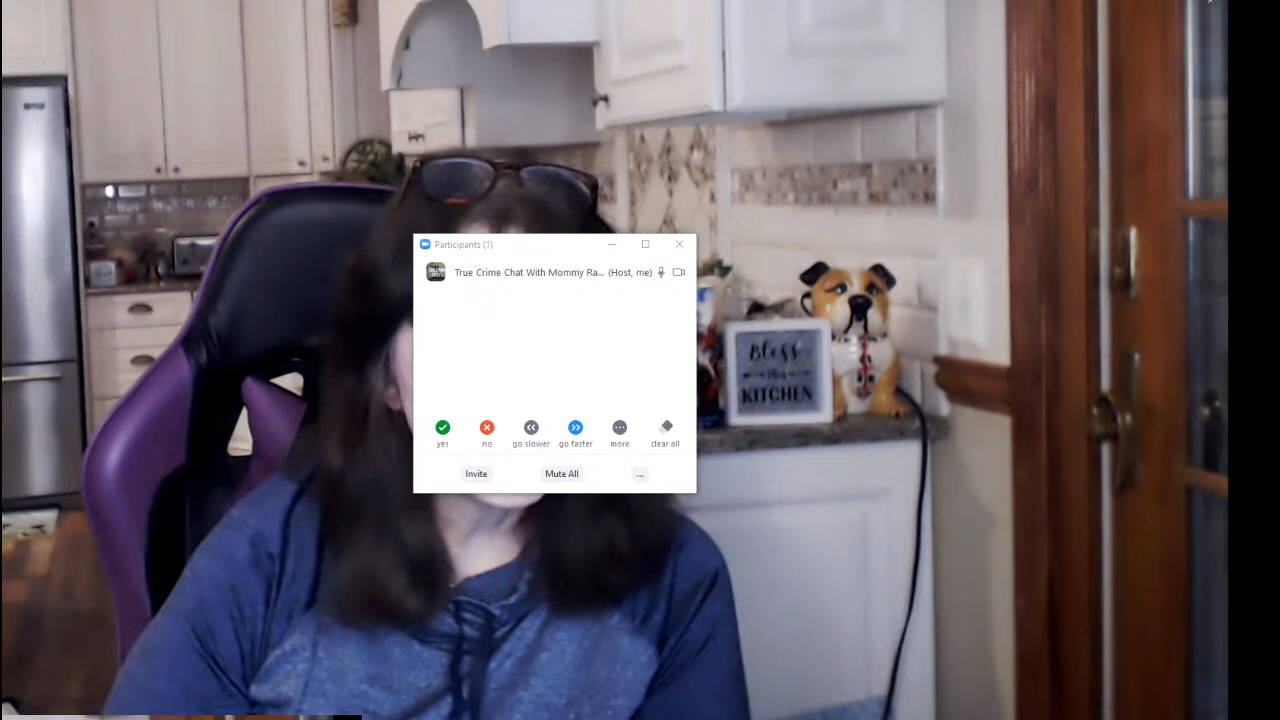 Participants (1)
True Crime Chat With Mommy Ra... (Host, me)
yes
no
go slower
go faster
more
clear all
Invite
Mute All
...
Bless
this
KITCHEN